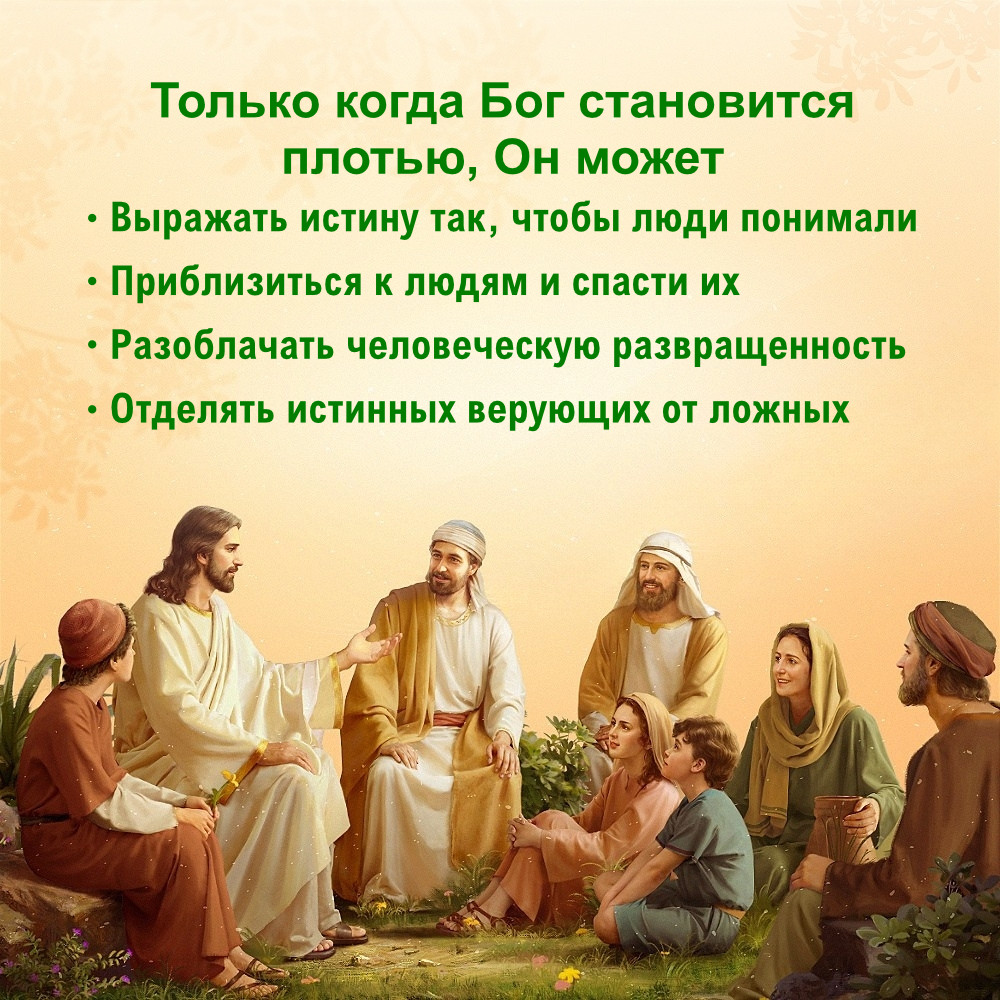 Только когда Бог становится
плотью, Он может
· Выражать истину так, чтобы люди понимали
· Приблизиться к людям и спасти их
· Разоблачать человеческую развращенность
· Отделять истинных верующих от ложных